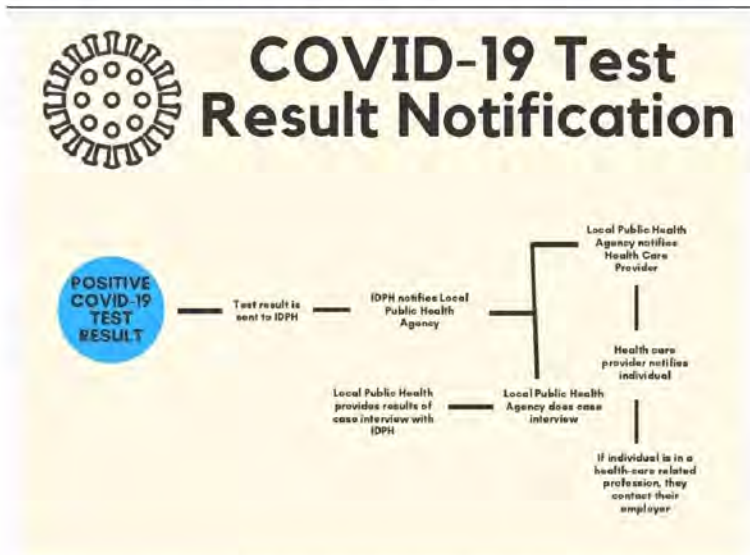 COVID-19 Test
Result Notification
POSITIVE
COVID-19
TEST
RESULT
Test result is
sent to IDPH
IDPH notifies Local
Public Health
Agency
Local Public Health
Agency notifies
Health Care
Provider
Health care
provider notifies
individual
If individual is in a
health-care related
profession, they
contact their
employer
Local Public Health
Agency does case
interview
Local Public Health
provides results of
case interview with
IDPH